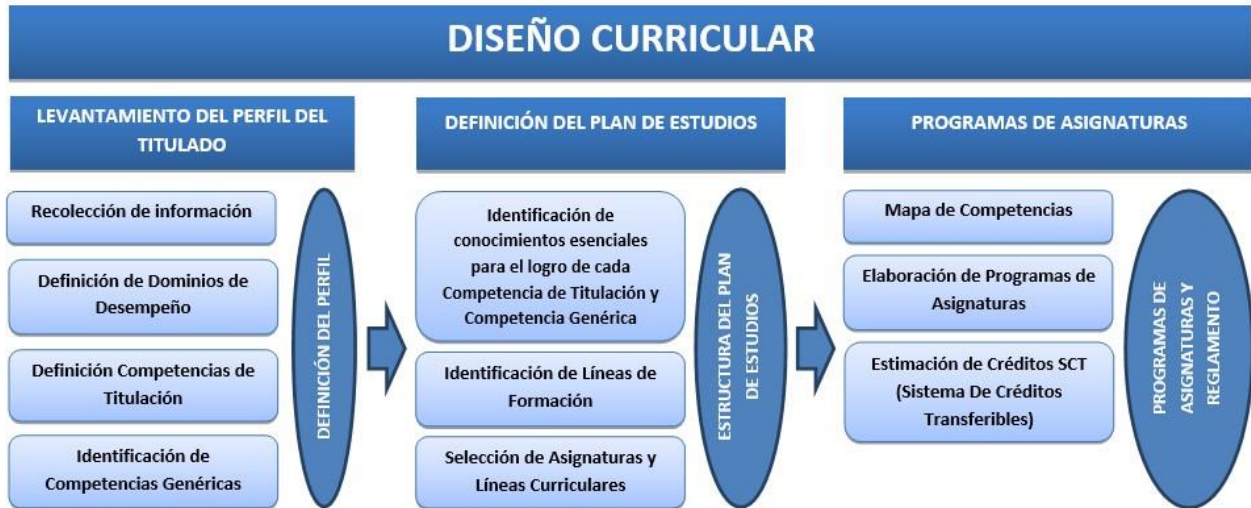 DISEÑO CURRICULAR
LEVANTAMIENTO DEL PERFIL DEL
TITULADO
Recolección de información
Definición de Dominios de
Desempeño
Definición Competencias de
Titulación
Identificación de
Competencias Genéricas
DEFINICIÓN DEL PERFIL
DEFINICIÓN DEL PLAN DE ESTUDIOS
Identificación de
conocimientos esenciales
para el logro de cada
Competencia de Titulación y
Competencia Genérica
Identificación de Líneas de
Formación
Selección de Asignaturas y
Líneas Curriculares
ESTRUCTURA DEL PLAN
DE ESTUDIOS
PROGRAMAS DE ASIGNATURAS
Mapa de Competencias
Elaboración de Programas de
Asignaturas
Estimación de Créditos SCT
(Sistema De Créditos
Transferibles)
PROGRAMAS DE
ASIGNATURAS Y
REGLAMENTO